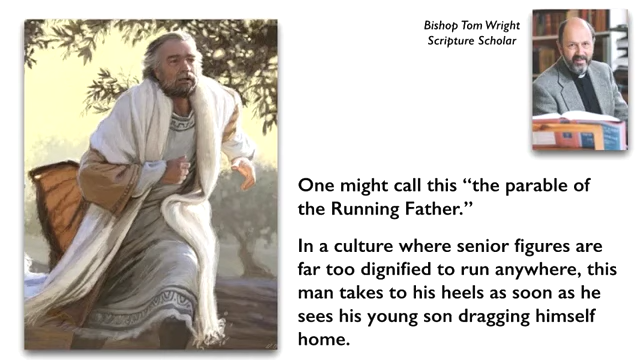 Bishop Tom Wright
Scripture Scholar
One might call this “the parable of
the Running Father.”
In a culture where senior figures are
far too dignified to run anywhere, this
man takes to his heels as soon as he
sees his young son dragging himself
home.